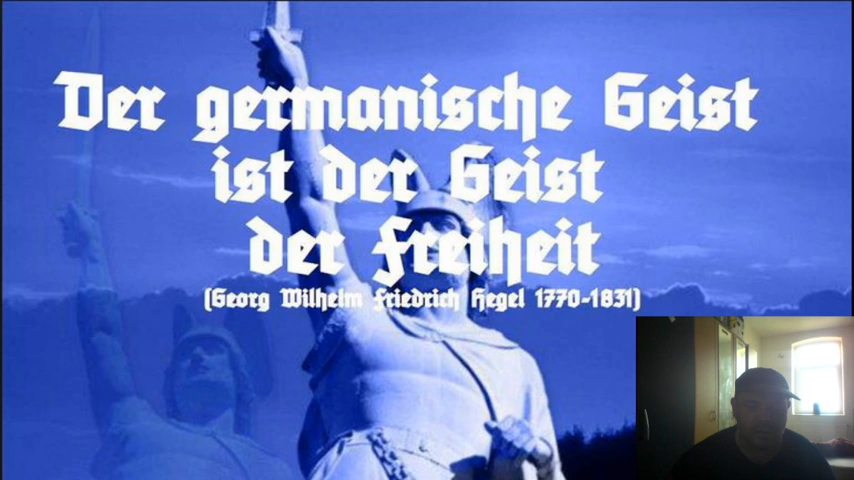 Der germanische Geist
ist der Geist
der Freiheit
(Georg Wilhelm Friedrich Hegel 1770-1831)